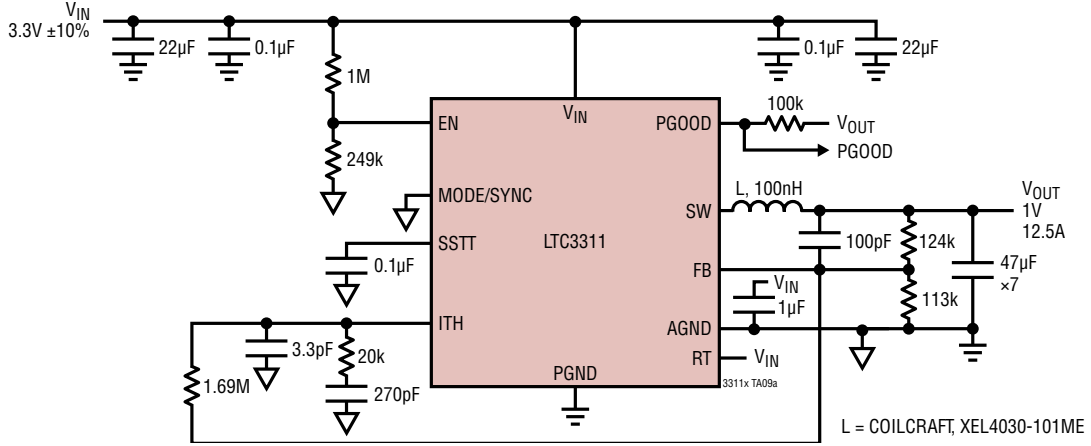 VIN
3.3V ±10%
22µF
0.1µF
0.1µF
22µF
1M
249k
EN
VIN
PGOOD
100k
VOUT
PGOOD
MODE/SYNC
SW
L, 100nH
VOUT
1V
12.5A
SSTT
LTC3311
0.1µF
100pF
124k
47µF
×7
FB
VIN
1µF
113k
ITH
AGND
3.3pF
20k
RT
VIN
1.69M
270pF
PGND
3311x TA09a
L = COILCRAFT, XEL4030-101ME